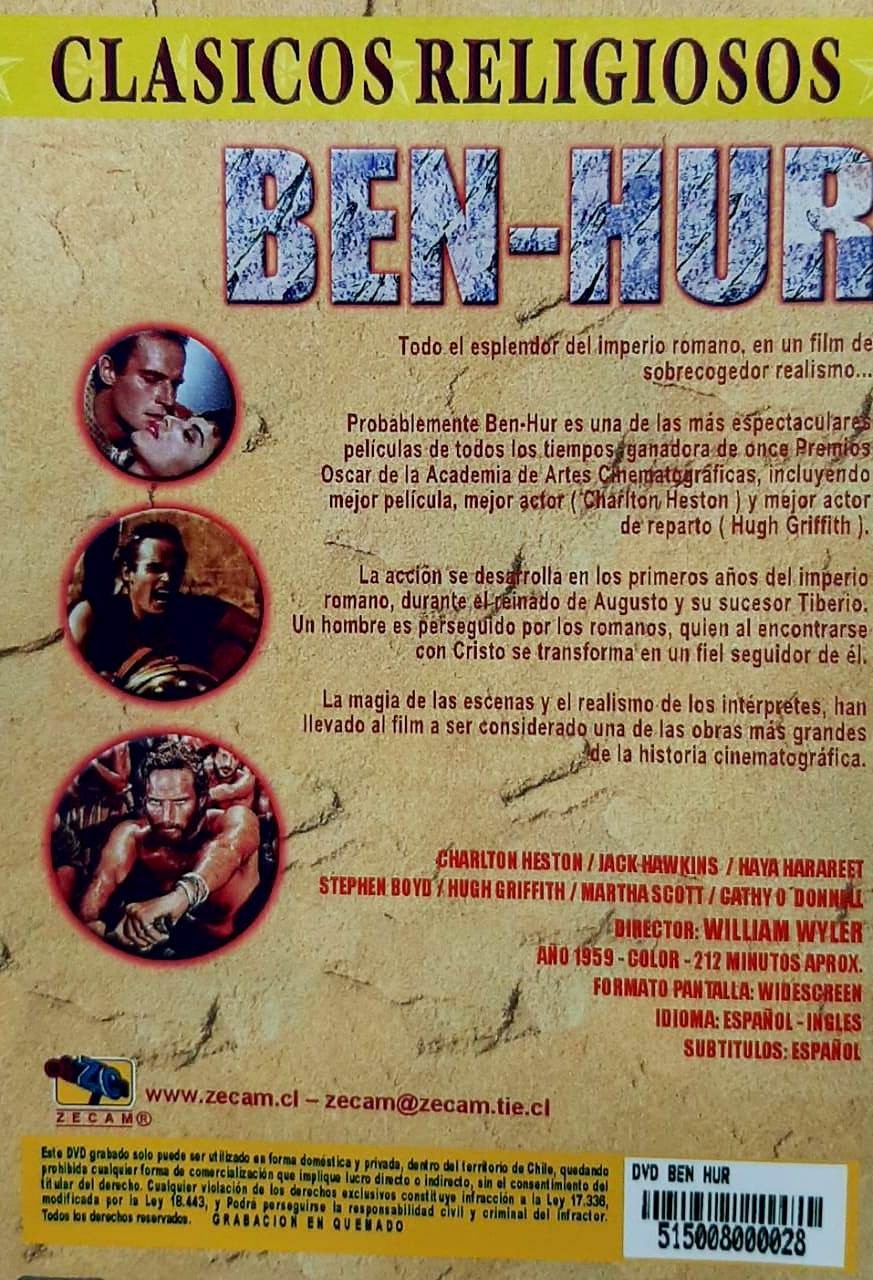 CLASICOS RELIGIOSOS
BEN-HUR
Todo el esplendor del imperio romano, en un film de
sobrecogedor realismo...
Probablemente Ben-Hur es una de las más espectaculares
películas de todos los tiempos, ganadora de once Premios
Oscar de la Academia de Artes Cinematográficas, incluyendo
mejor película, mejor actor ( Charlton Heston ) y mejor actor
de reparto ( Hugh Griffith ).
La acción se desarrolla en los primeros años del imperio
romano, durante el reinado de Augusto y su sucesor Tiberio.
Un hombre es perseguido por los romanos, quien al encontrarse
con Cristo se transforma en un fiel seguidor de él.
La magia de las escenas y el realismo de los intérpretes, han
llevado al film a ser considerado una de las obras más grandes
de la historia cinematográfica.
CHARLTON HESTON / JACK HAWKINS / HAYA HARAREET
STEPHEN BOYD / HUGH GRIFFITH / MARTHA SCOTT / CATHY O´DONNELL
DIRECTOR: WILLIAM WYLER
AÑO 1959 - COLOR - 212 MINUTOS APROX.
FORMATO PANTALLA: WIDESCREEN
IDIOMA: ESPAÑOL - INGLES
SUBTITULOS: ESPAÑOL
ZECAM®
www.zecam.cl – zecam@zecam.tie.cl
Este DVD grabado solo puede ser utilizado en forma doméstica y privada, dentro del territorio de Chile, quedando
prohibida cualquier forma de comercialización que implique lucro directo o indirecto, sin el consentimiento del
titular del derecho. Cualquier violación de los derechos exclusivos constituye infracción a la Ley 17.336,
modificada por la Ley 18.443, y Podrá perseguirse la responsabilidad civil y criminal del infractor.
Todos los derechos reservados. GRABACION EN QUEMADO
DVD BEN HUR
515008000028